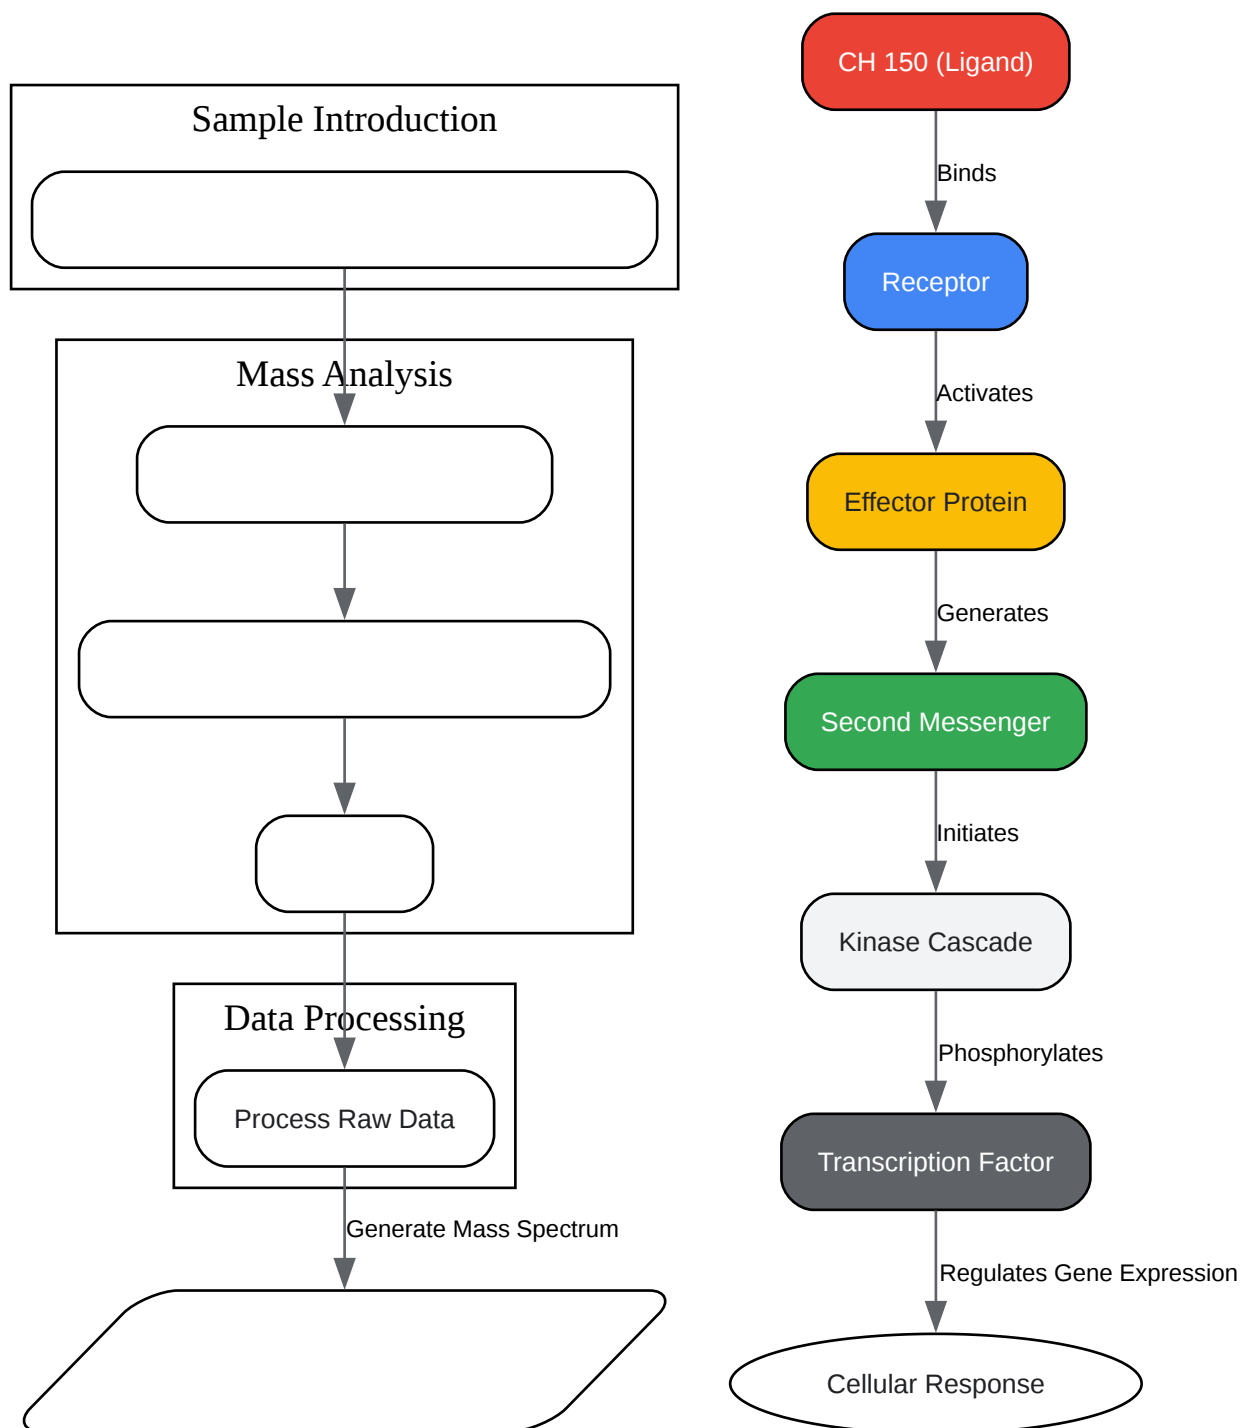 Sample Introduction
Mass Analysis
Data Processing
Process Raw Data
Generate Mass Spectrum
CH 150 (Ligand)
Binds
Receptor
Activates
Effector Protein
Generates
Second Messenger
Initiates
Kinase Cascade
Phosphorylates
Transcription Factor
Regulates Gene Expression
Cellular Response